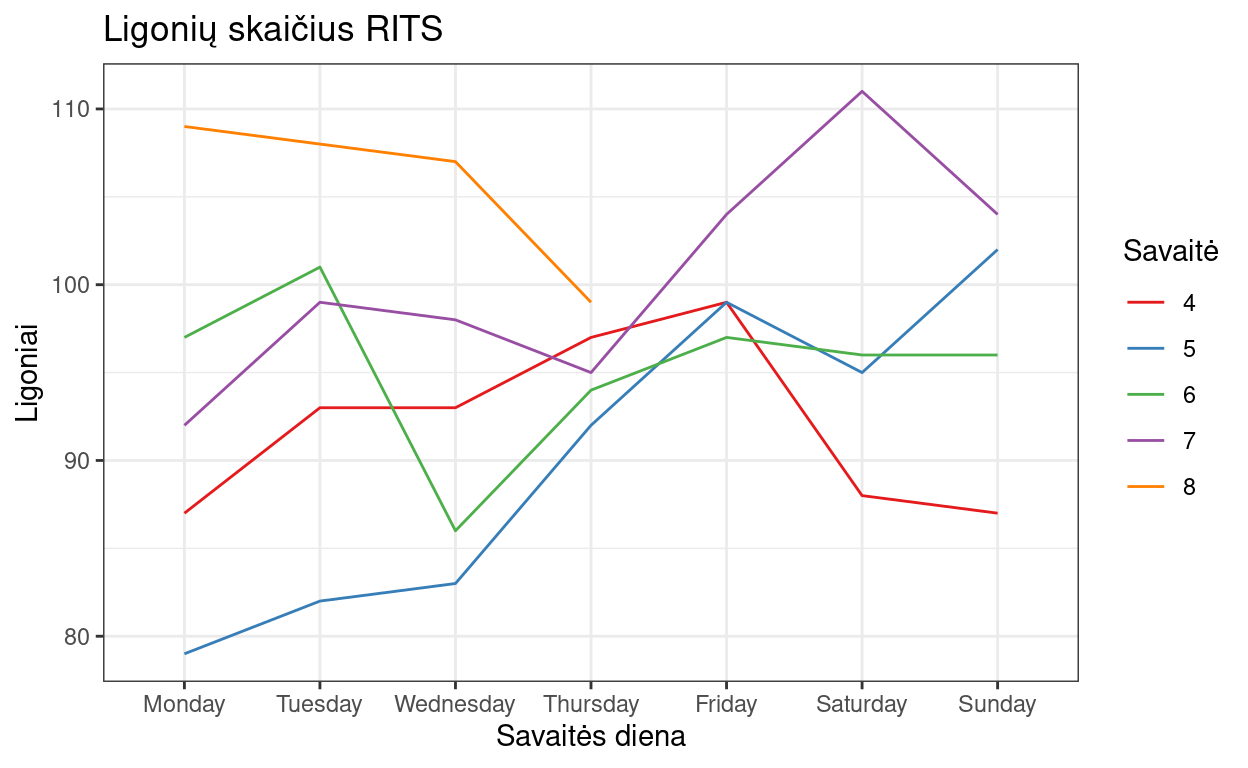 Ligonių skaičius RITS
Ligoniai
110
100
90
80
Monday Tuesday Wednesday Thursday Friday Saturday Sunday
Savaitės diena
Savaitė
4
5
6
7
8